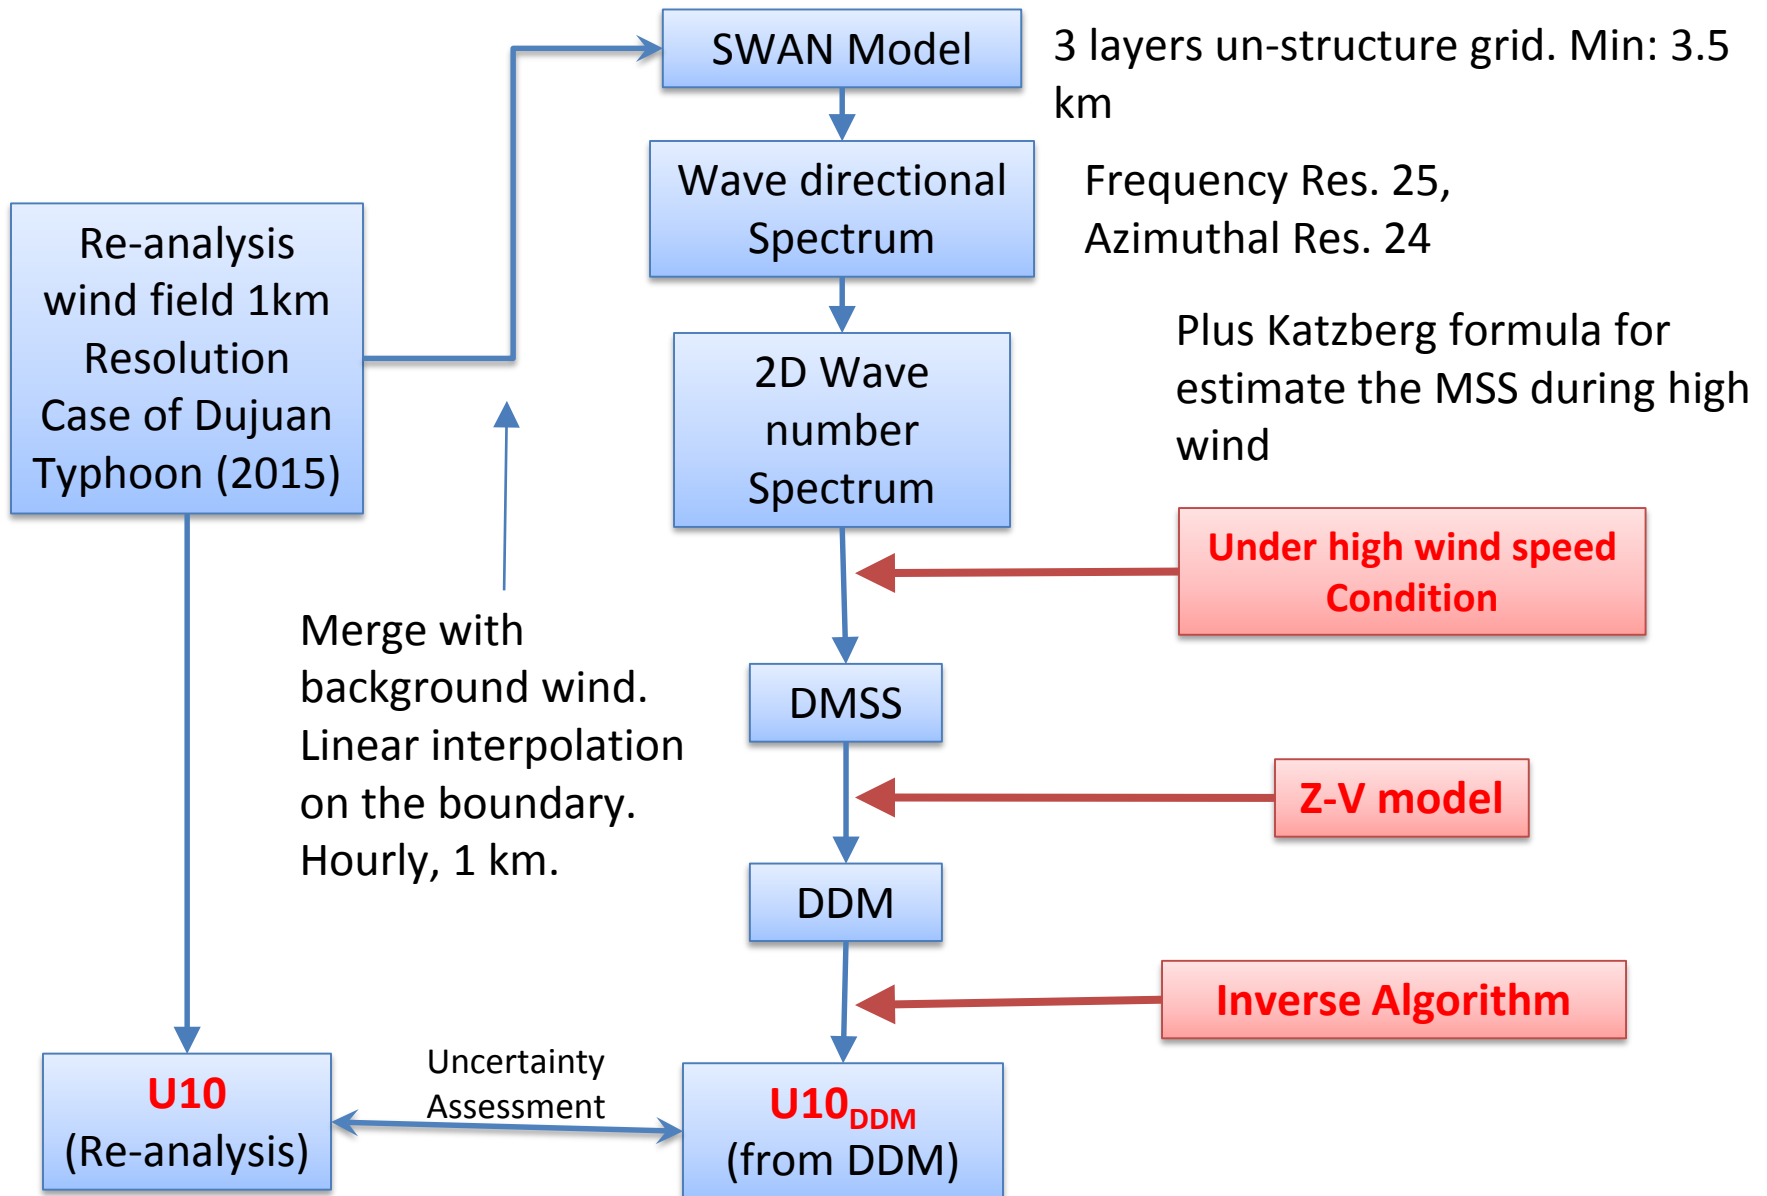 SWAN Model
3 layers un-structure grid. Min: 3.5
km
Wave directional
Spectrum
Frequency Res. 25,
Azimuthal Res. 24
Re-analysis
wind field 1km
Resolution
Case of Dujuan
Typhoon (2015)
2D Wave
number
Spectrum
Plus Katzberg formula for
estimate the MSS during high
wind
Under high wind speed
Condition
Merge with
background wind.
Linear interpolation
on the boundary.
Hourly, 1 km.
DMSS
Z-V model
DDM
Inverse Algorithm
U10
(Re-analysis)
Uncertainty
Assessment
U10DDM
(from DDM)